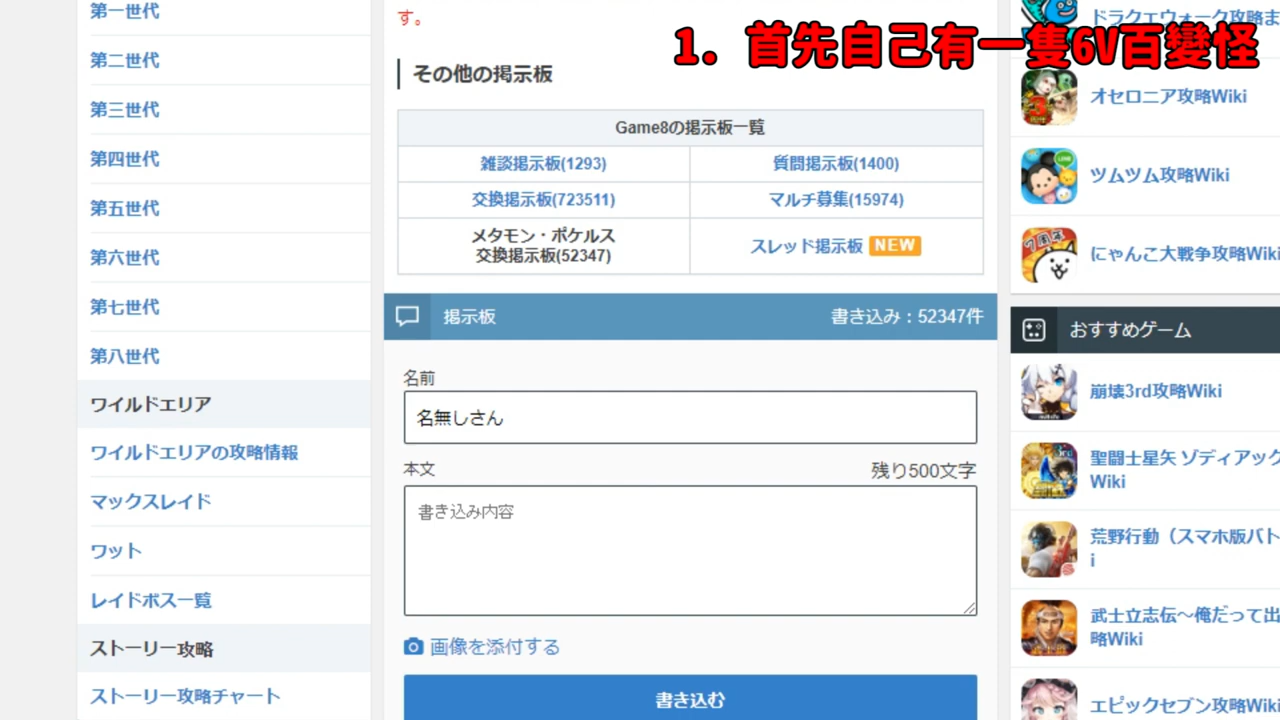 第一世代
第二世代
第三世代
第四世代
第五世代
第六世代
第七世代
第八世代
ワイルドエリア
ワイルドエリアの攻略情報
マックスレイド
ワット
レイドボス一覧
ストーリー攻略
ストーリー攻略チャート
す。
その他の掲示板
Game8の掲示板一覧
雑談掲示板(1293)
質問掲示板(1400)
交換掲示板(723511)
マルチ募集(15974)
メタモン・ポケルス
交換掲示板(52347)
スレッド掲示板 NEW
掲示板
書き込み：52347件
名前
名無しさん
本文
残り500文字
書き込み内容
画像を添付する
書き込む
1. 首先自己有一隻6V百變怪
ドラクエウォーク攻略ま
オセロニア攻略Wiki
ツムツム攻略Wiki
にゃんこ大戦争攻略Wiki
おすすめゲーム
崩壊3rd攻略Wiki
聖闘士星矢 ゾディアック
Wiki
荒野行動（スマホ版バト
i
武士立志伝～俺だって出
略Wiki
エピックセブン攻略Wiki